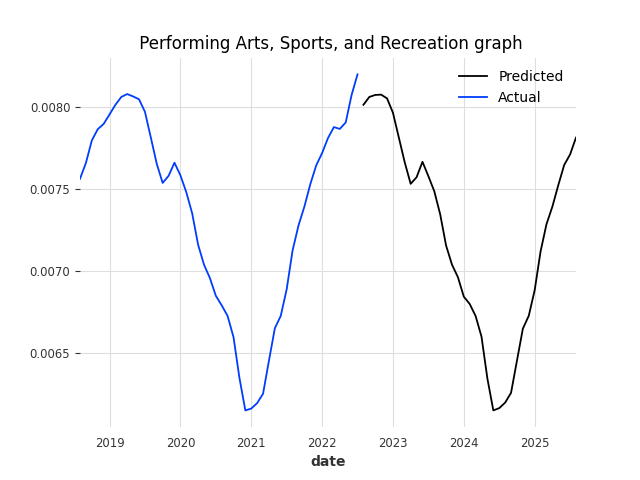 Performing Arts, Sports, and Recreation graph
Predicted
Actual
0.0080
0.0075
0.0070
0.0065
2019 2020 2021 2022 2023 2024 2025
date